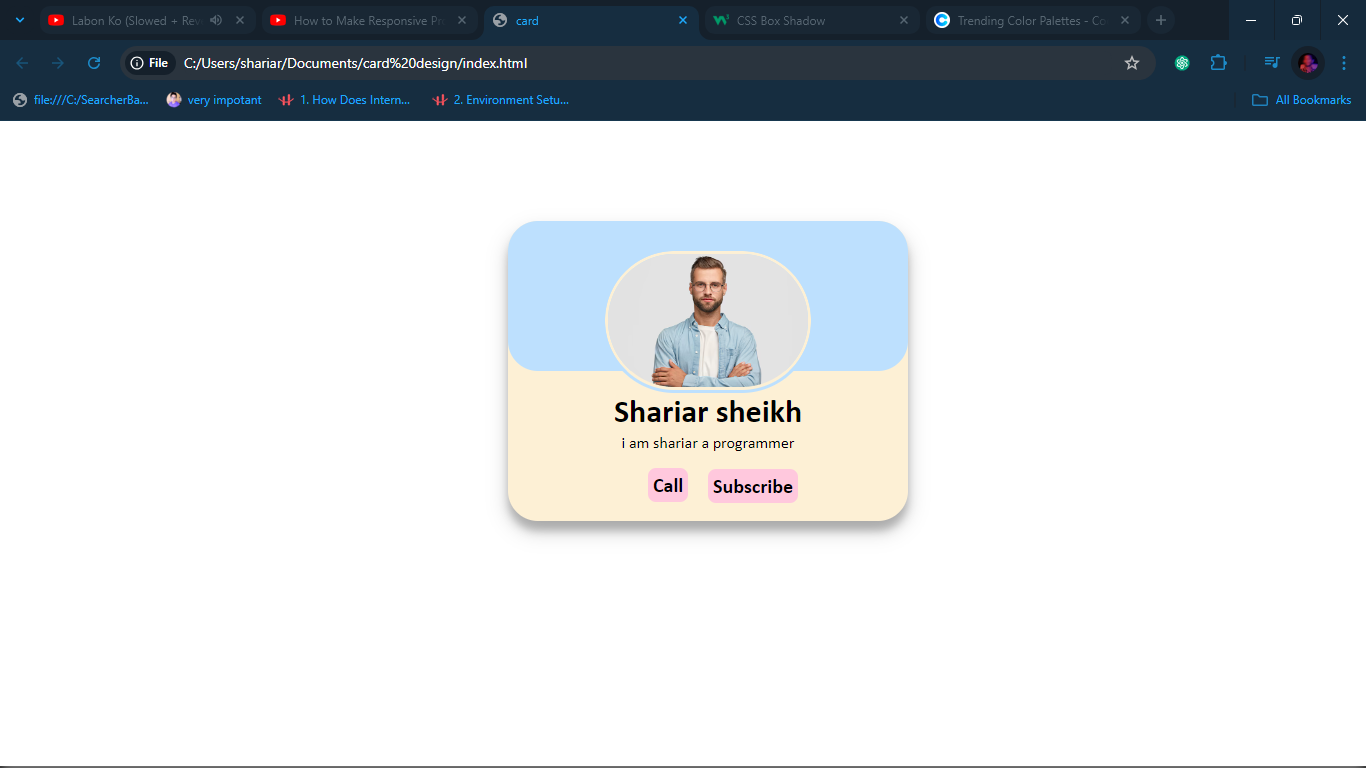 Labon Ko (Slowed + Rev
How to Make Responsive Pr
card
CSS Box Shadow
Trending Color Palettes - Co
File
C:/Users/shariar/Documents/card%20design/index.html
file:///C:/SearcherBa...
very impotant
1. How Does Intern...
2. Environment Setu...
All Bookmarks
Shariar sheikh
i am shariar a programmer
Call
Subscribe